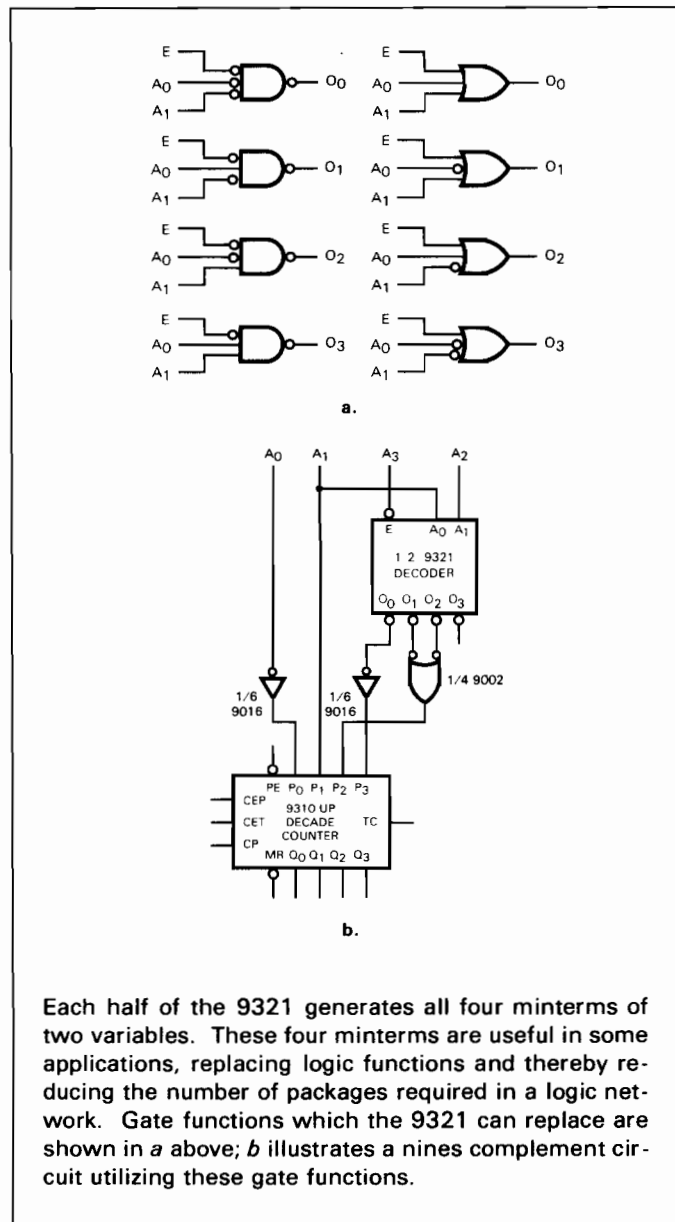 E E
A0 O0 A0 O0
A1 A1
E E
A0 O1 A0 O1
A1 A1
E E
A0 O2 A0 O2
A1 A1
E E
A0 O3 A0 O3
A1 A1
a.
A0 A1 A3 A2
E A0 A1
1 2 9321
DECODER
O0 O1 O2 O3
1/6 1/6 1/4 9002
9016 9016
PE P0 P1 P2 P3
CEP 9310 UP
CET DECADE TC
CP COUNTER
MR Q0 Q1 Q2 Q3
b.
Each half of the 9321 generates all four minterms of
two variables. These four minterms are useful in some
applications, replacing logic functions and thereby re-
ducing the number of packages required in a logic net-
work. Gate functions which the 9321 can replace are
shown in a above; b illustrates a nines complement cir-
cuit utilizing these gate functions.